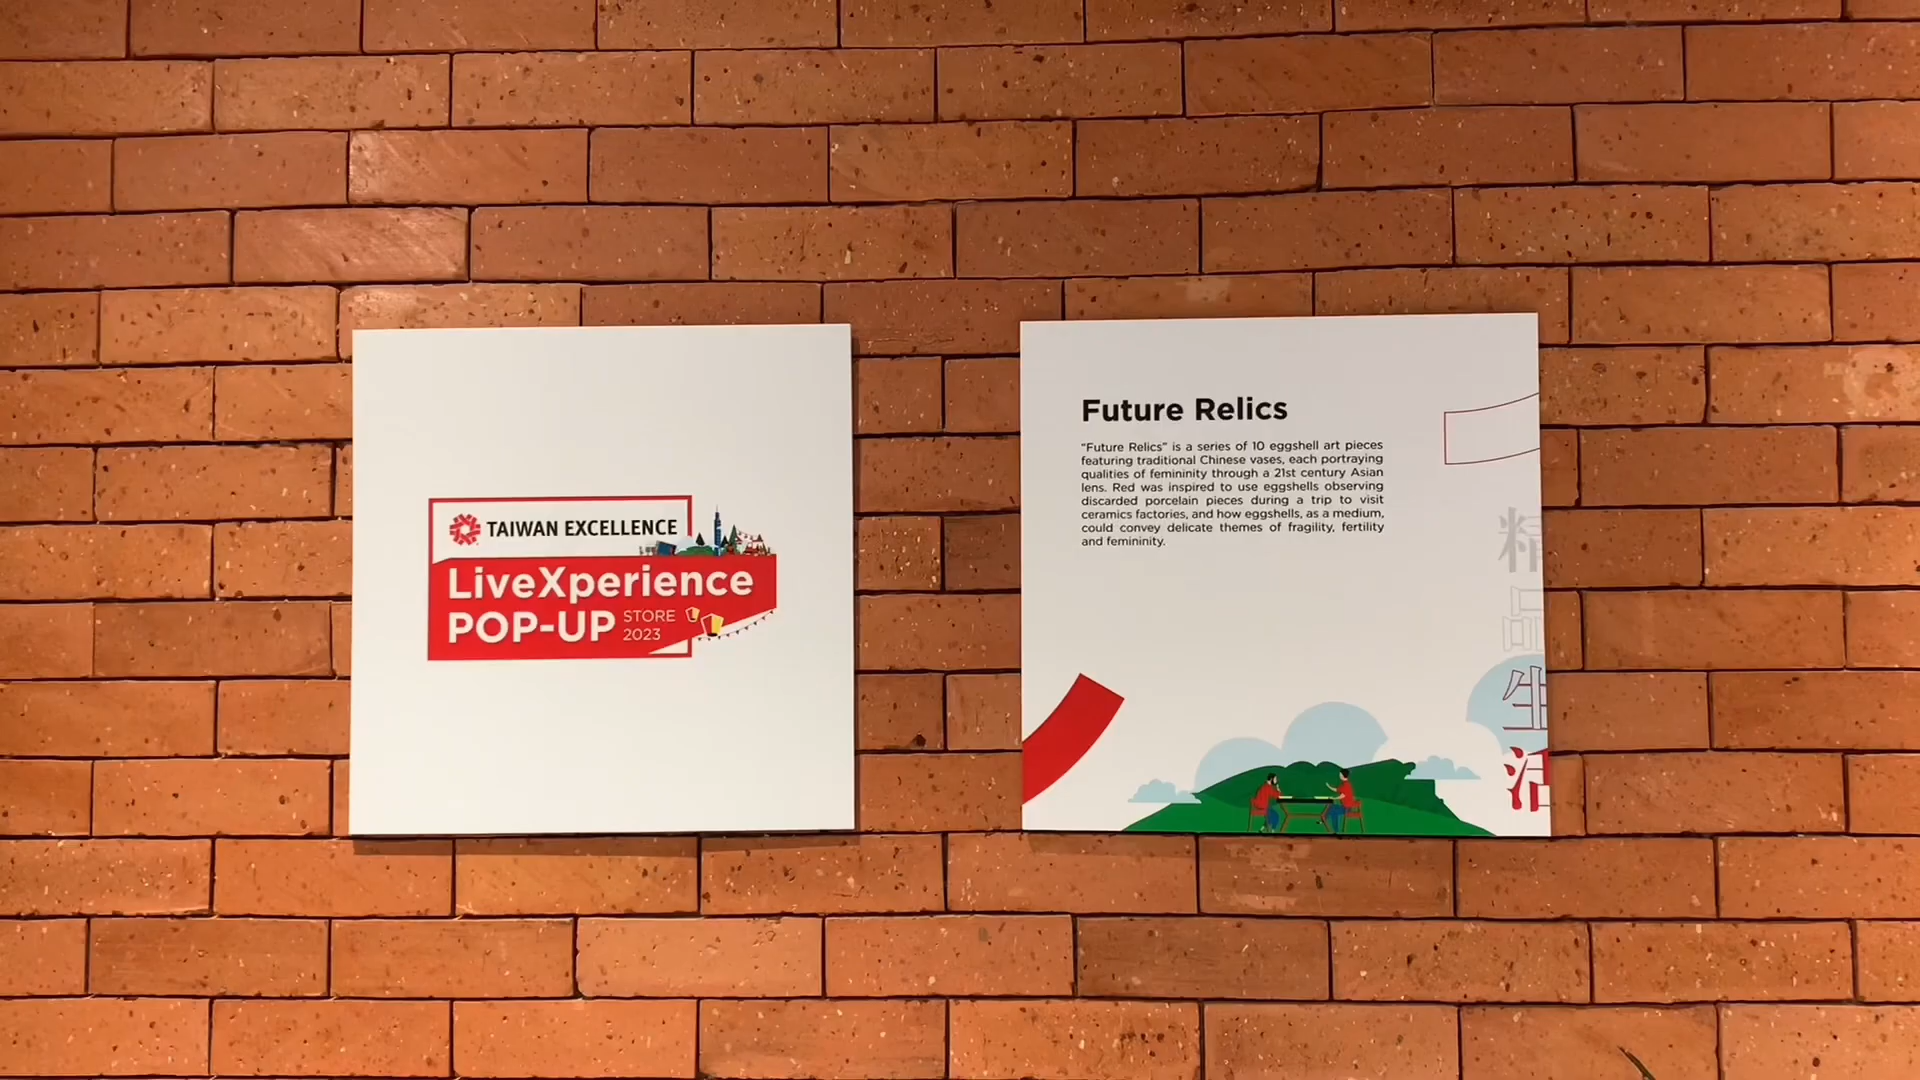 TAIWAN EXCELLENCE
LiveXperience
POP-UP STORE
2023
Future Relics
"Future Relics" is a series of 10 eggshell art pieces
featuring traditional Chinese vases, each portraying
qualities of femininity through a 21st century Asian
lens. Red was inspired to use eggshells observing
discarded porcelain pieces during a trip to visit
ceramics factories, and how eggshells, as a medium,
could convey delicate themes of fragility, fertility
and femininity.
精
品
生
活